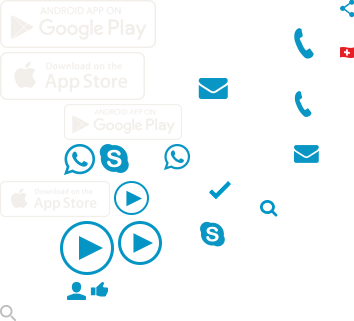 ANDROID APP ON
Google Play
Download on the
App Store
ANDROID APP ON
Google Play
Download on the
App Store